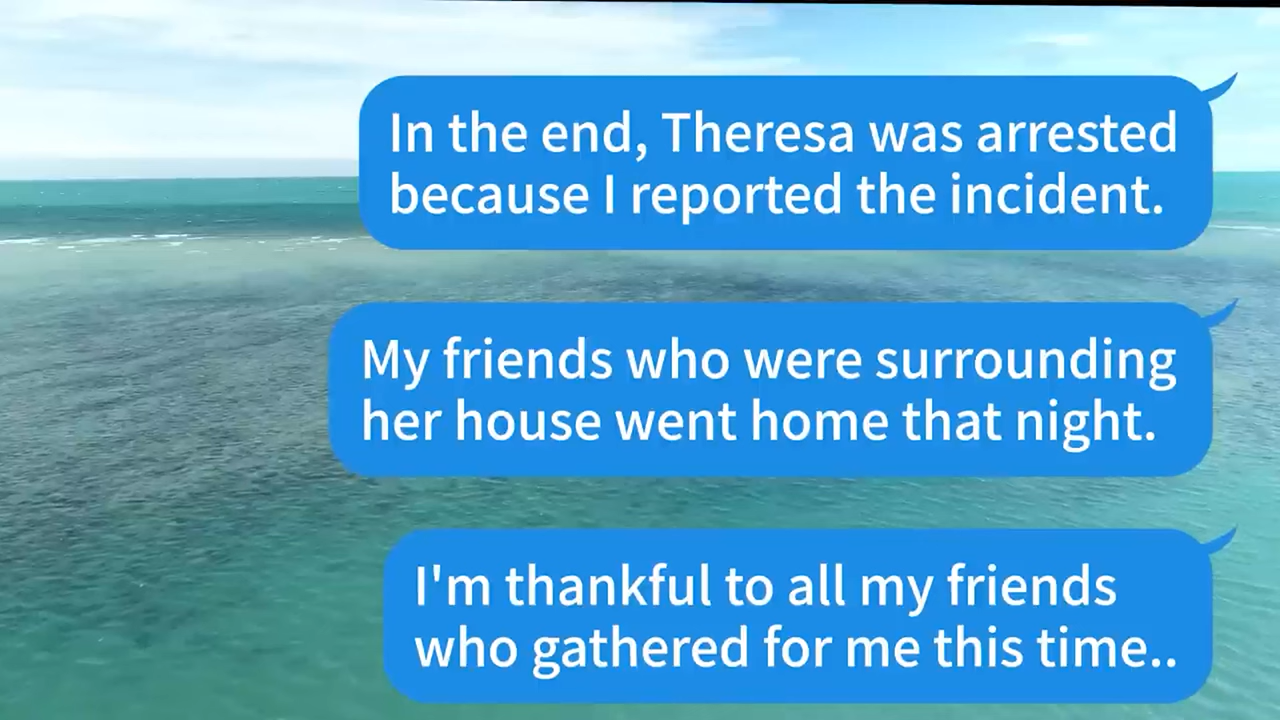 In the end, Theresa was arrested
because I reported the incident.
My friends who were surrounding
her house went home that night.
I'm thankful to all my friends
who gathered for me this time..